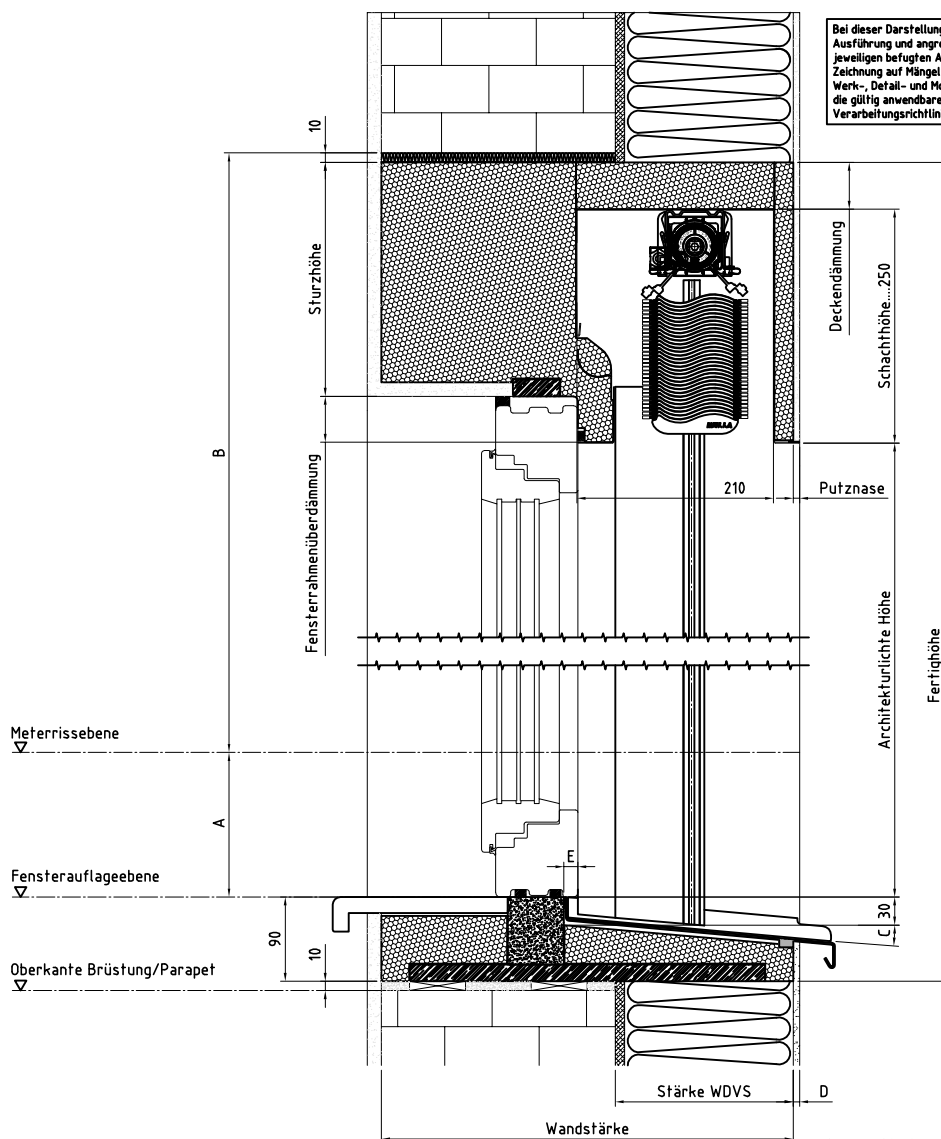 Bei dieser Darstellung
Ausführung und angre
jeweiligen befugten A
Zeichnung auf Mängel
Werk-, Detail- und Mo
die gültig anwendbare
Verarbeitungsrichtlin
10
Sturzhöhe
Deckendämmung
Schachthöhe....250
B
Fensterrahmenüberdämmung
210
Putznase
Architekturlichte Höhe
Fertighöhe
Meterrissebene
A
E
Fensterauflageebene
90
10
30
C
Oberkante Brüstung/Parapet
Stärke WDVS
D
Wandstärke